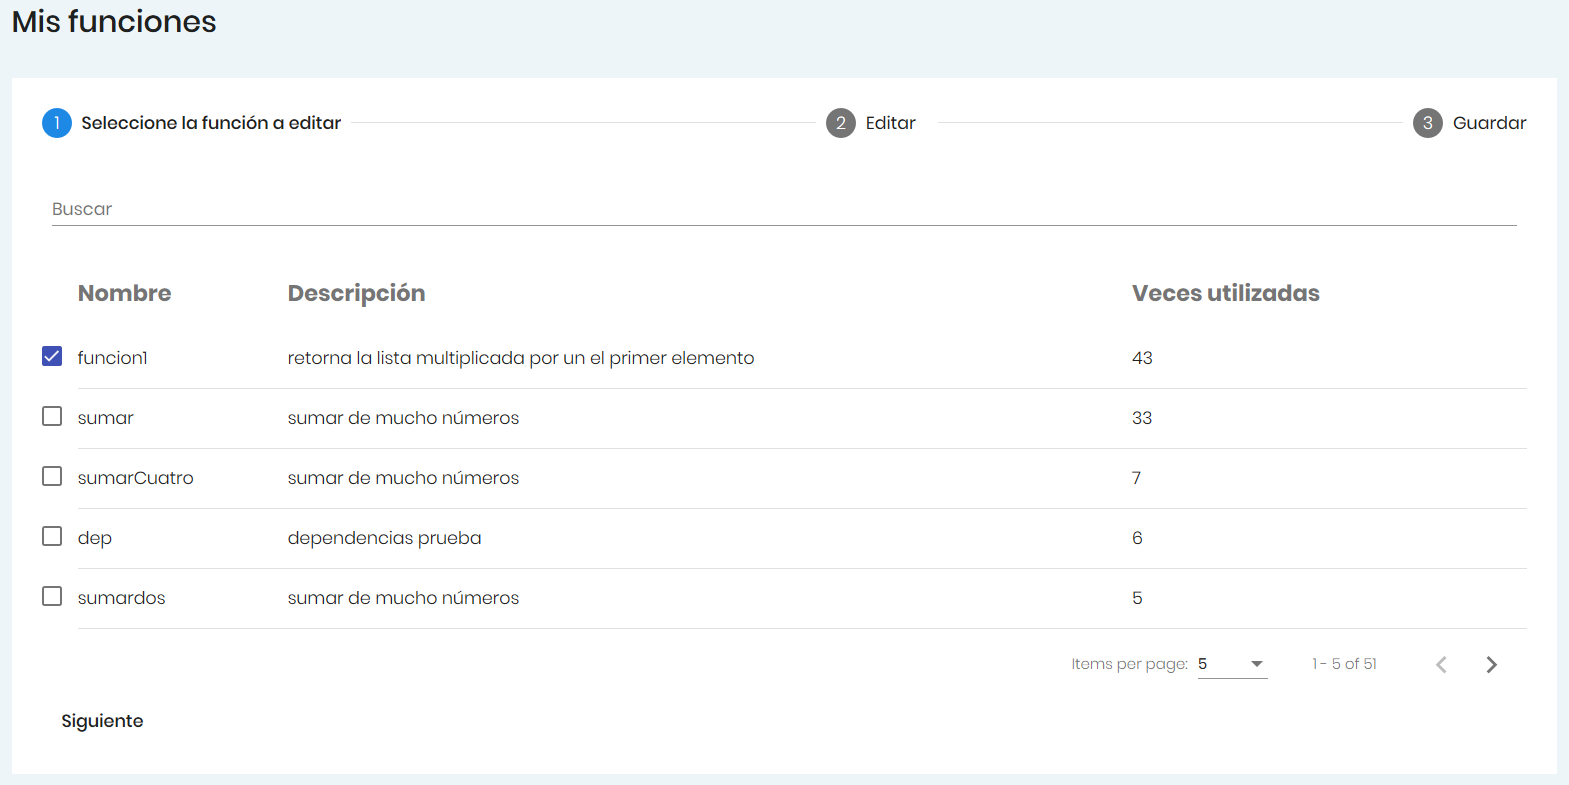 Mis funciones
1 Seleccione la función a editar 2 Editar 3 Guardar
Buscar
Nombre Descripción Veces utilizadas
funcion1 retorna la lista multiplicada por un el primer elemento 43
sumar sumar de mucho números 33
sumarCuatro sumar de mucho números 7
dep dependencias prueba 6
sumardos sumar de mucho números 5
Items per page: 5 1 - 5 of 51
Siguiente